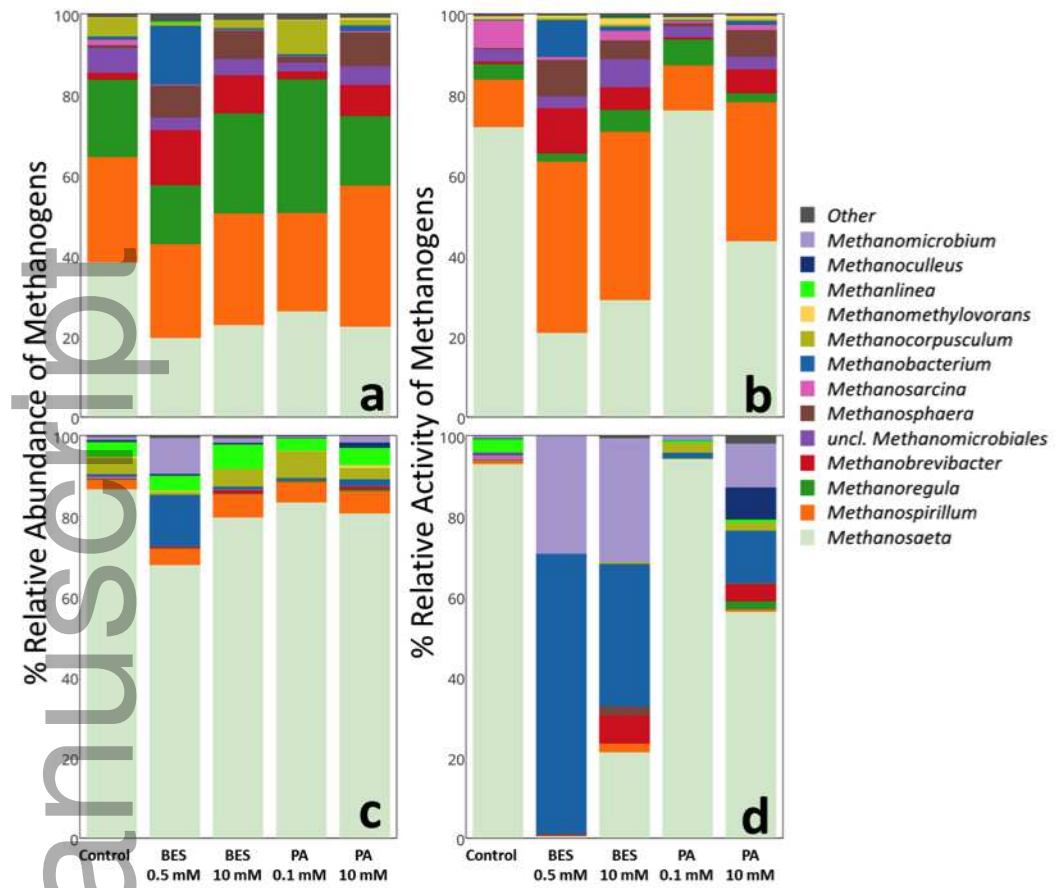 % Relative Abundance of Methanogens
% Relative Activity of Methanogens
anuscript
100
80
60
40
20
0
a
100
80
60
40
20
0
b
100
80
60
40
20
0
c
100
80
60
40
20
0
d
Control
BES
0.5 mM
BES
10 mM
PA
0.1 mM
PA
10 mM
Control
BES
0.5 mM
BES
10 mM
PA
0.1 mM
PA
10 mM
Other
Methanomicrobium
Methanoculleus
Methanlinea
Methanomethylovorans
Methanocorpusculum
Methanobacterium
Methanosarcina
Methanosphaera
uncl. Methanomicrobiales
Methanobrevibacter
Methanoregula
Methanospirillum
Methanosaeta